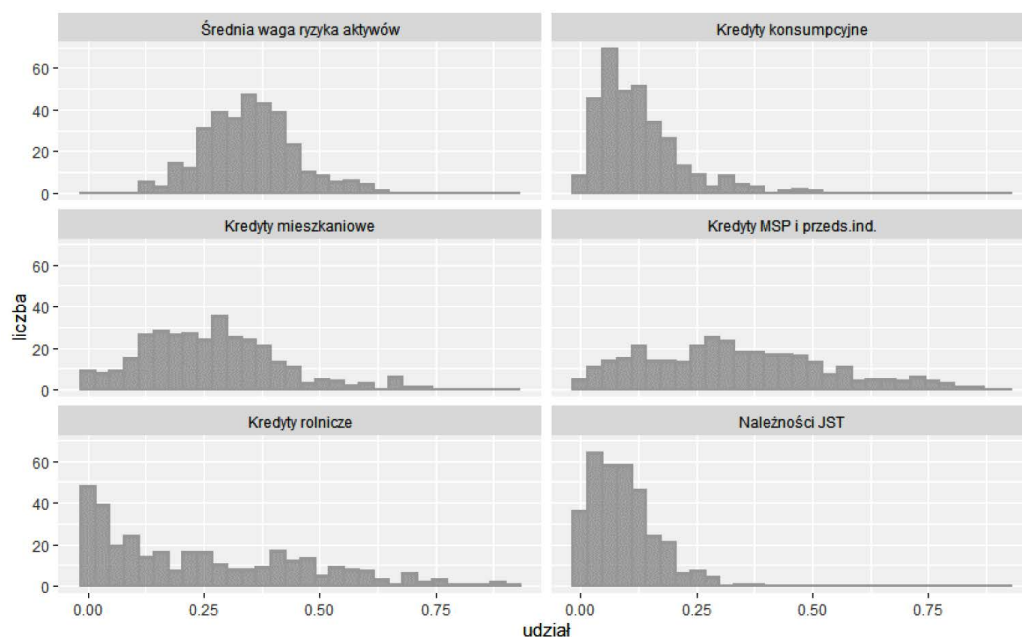 Średnia waga ryzyka aktywów
Kredyty konsumpcyjne
60
40
20
0
Kredyty mieszkaniowe
Kredyty MSP i przeds.ind.
liczba
60
40
20
0
Kredyty rolnicze
Należności JST
60
40
20
0
0.00 0.25 0.50 0.75 0.00 0.25 0.50 0.75
udział